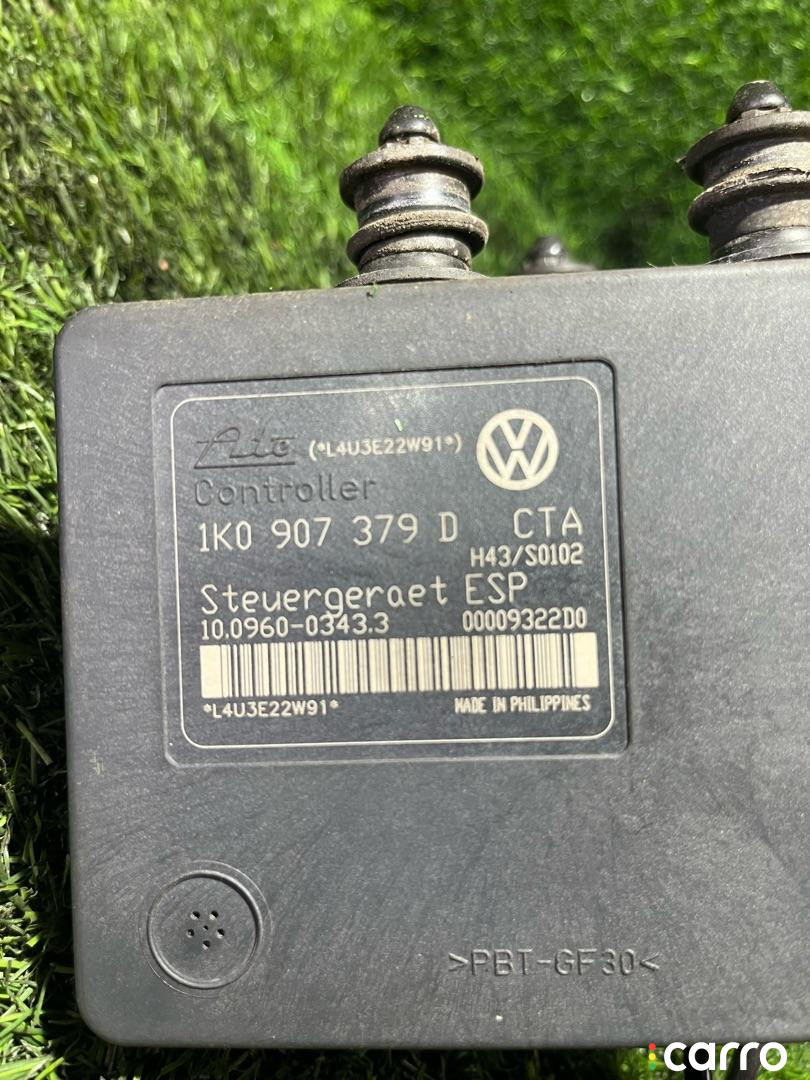 Ate (*L4U3E22W91*)
Controller
1K0 907 379 D CTA
H43/S0102
Steuergeraet ESP
10.0960-0343.3 00009322D0
*L4U3E22W91* MADE IN PHILIPPINES
>PBT-GF30<
carro